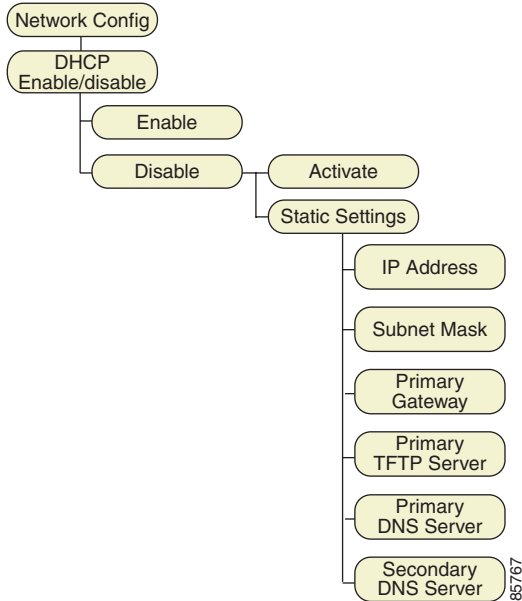 Network Config
DHCP
Enable/disable
Enable
Disable
Activate
Static Settings
IP Address
Subnet Mask
Primary
Gateway
Primary
TFTP Server
Primary
DNS Server
Secondary
DNS Server
85767